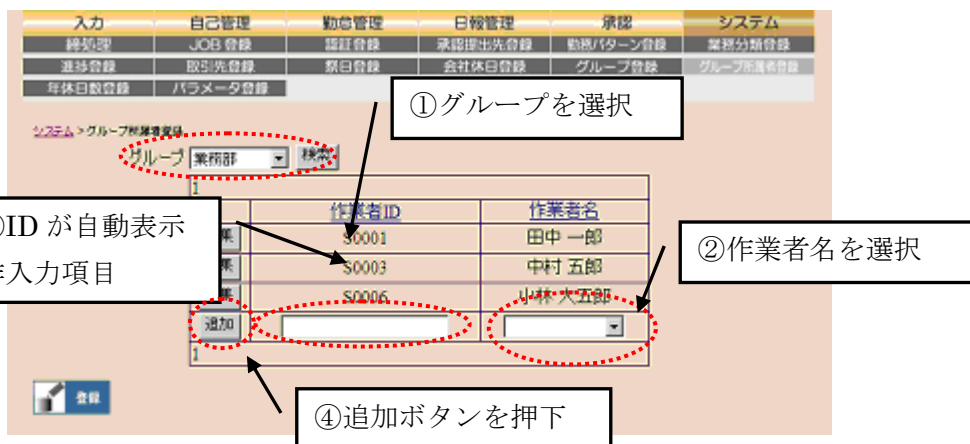 入力 自己管理 勤怠管理 日報管理 承認 システム
締処理 JOB登録 認証登録 承認提出先登録 勤務パターン登録 業務分類登録
進捗登録 取引先登録 祭日登録 会社休日登録 グループ登録 グループ所属者登録
年休日数登録 パラメータ登録
①グループを選択
システム > グループ所属者登録
グループ 業務部 検索
1
作業者ID 作業者名
IDが自動表示
入力項目
S0001 田中 一郎
②作業者名を選択
S0003 中村 五郎
S0006 小林 大五郎
追加
1
登録
④追加ボタンを押下